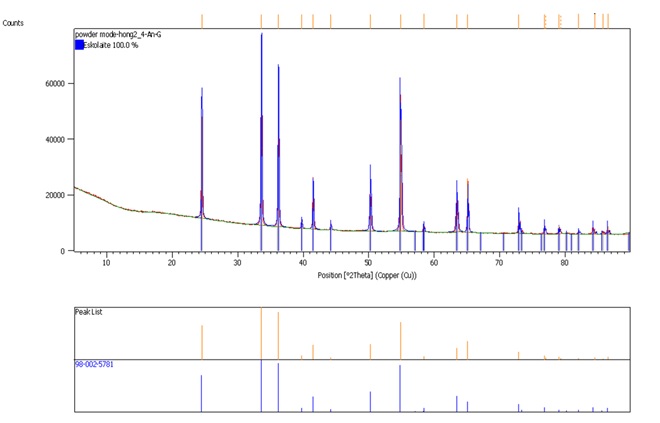 Counts
powder mode-hong2_4-An-G
Eskolaite 100.0 %
60000
40000
20000
0
10 20 30 40 50 60 70 80
Position [°2Theta] (Copper (Cu))
Peak List
98-002-5781